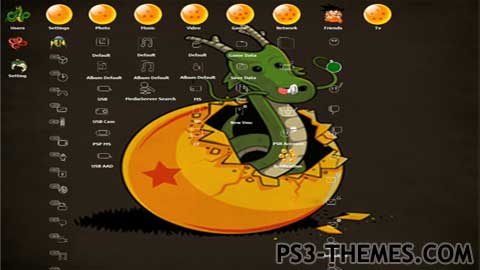 Users
Settings
Photo
Music
Video
Network
Friends
Tv
Setting
Default
Default
Default
Game Data
Album Default
Album Default
Album Default
Save Data
USB
MediaServer Search
MS
USB Cam
PSP MS
USB AAD
PS3-THEMES.COM